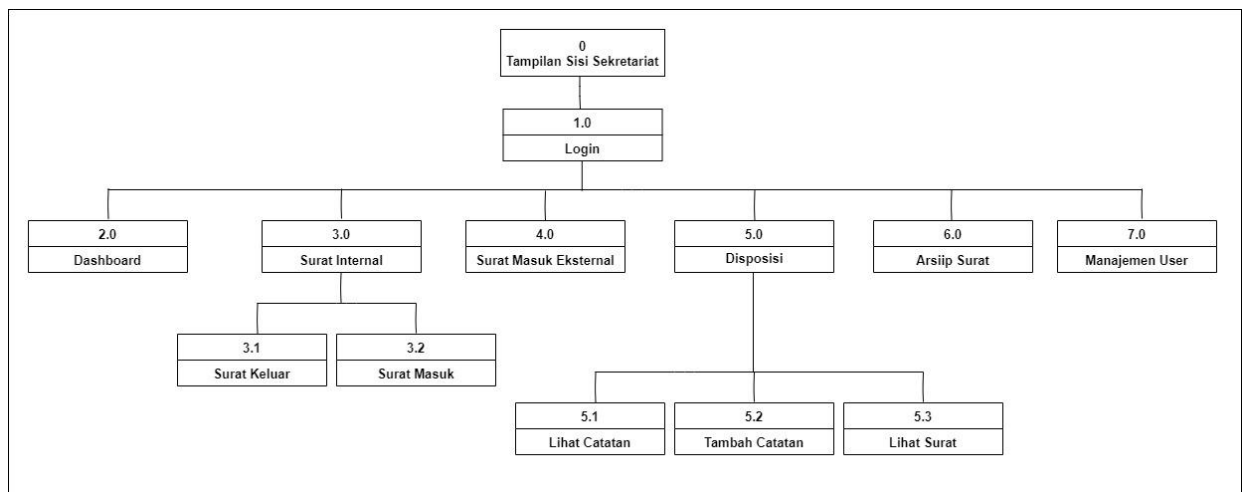 0
Tampilan Sisi Sekretariat
1.0
Login
2.0
Dashboard
3.0
Surat Internal
4.0
Surat Masuk Eksternal
5.0
Disposisi
6.0
Arsiip Surat
7.0
Manajemen User
3.1
Surat Keluar
3.2
Surat Masuk
5.1
Lihat Catatan
5.2
Tambah Catatan
5.3
Lihat Surat